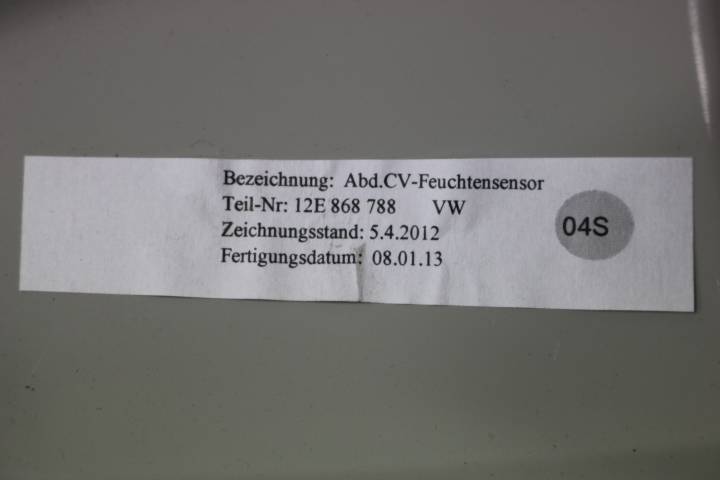 Bezeichnung: Abd.CV-Feuchtensensor
Teil-Nr: 12E 868 788 VW
Zeichnungsstand: 5.4.2012
Fertigungsdatum: 08.01.13
04S